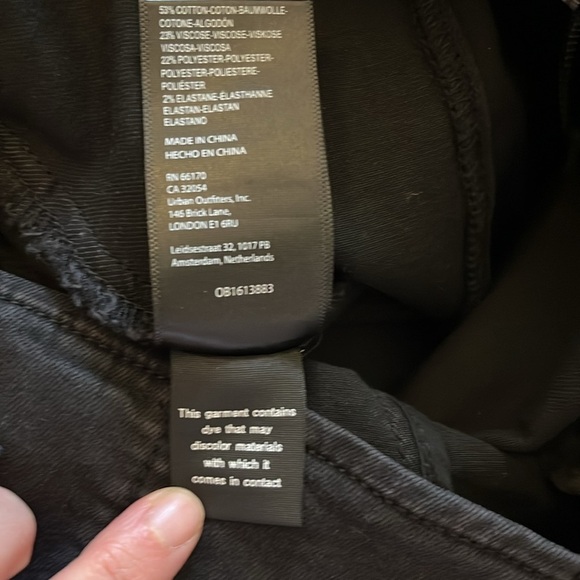 53% COTTON-COTON-BAUMWOLLE-
COTONE-ALGODÓN
23% VISCOSE-VISCOSE-VISKOSE
VISCOSA-VISCOSA
22% POLYESTER-POLYESTER-
POLYESTER-POLIESTERE-
POLIÉSTER
2% ELASTANE-ÉLASTHANNE
ELASTAN-ELASTAN
ELASTANO
MADE IN CHINA
HECHO EN CHINA
RN 66170
CA 32054
Urban Outfitters, Inc.
146 Brick Lane,
LONDON E1 6RU
Leidsestraat 32, 1017 PB
Amsterdam, Netherlands
OB1613883
This garment contains
dye that may
discolor materials
with which it
comes in contact